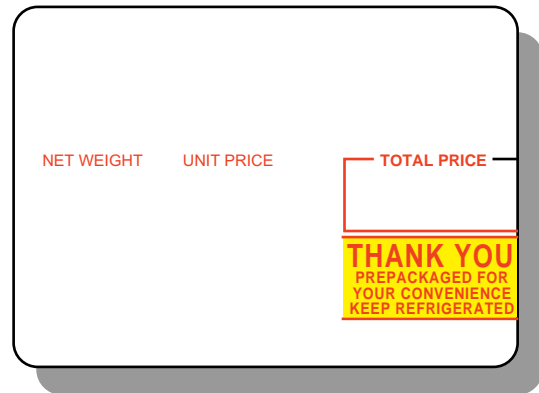 NET WEIGHT UNIT PRICE TOTAL PRICE
THANK YOU
PREPACKAGED FOR
YOUR CONVENIENCE
KEEP REFRIGERATED